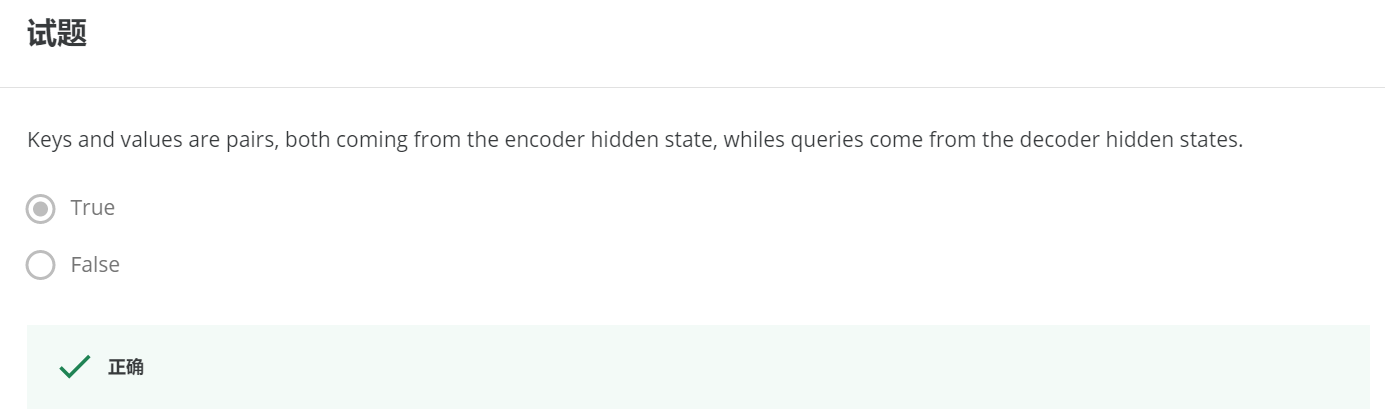 试题
Keys and values are pairs, both coming from the encoder hidden state, whiles queries come from the decoder hidden states.
True
False
正确